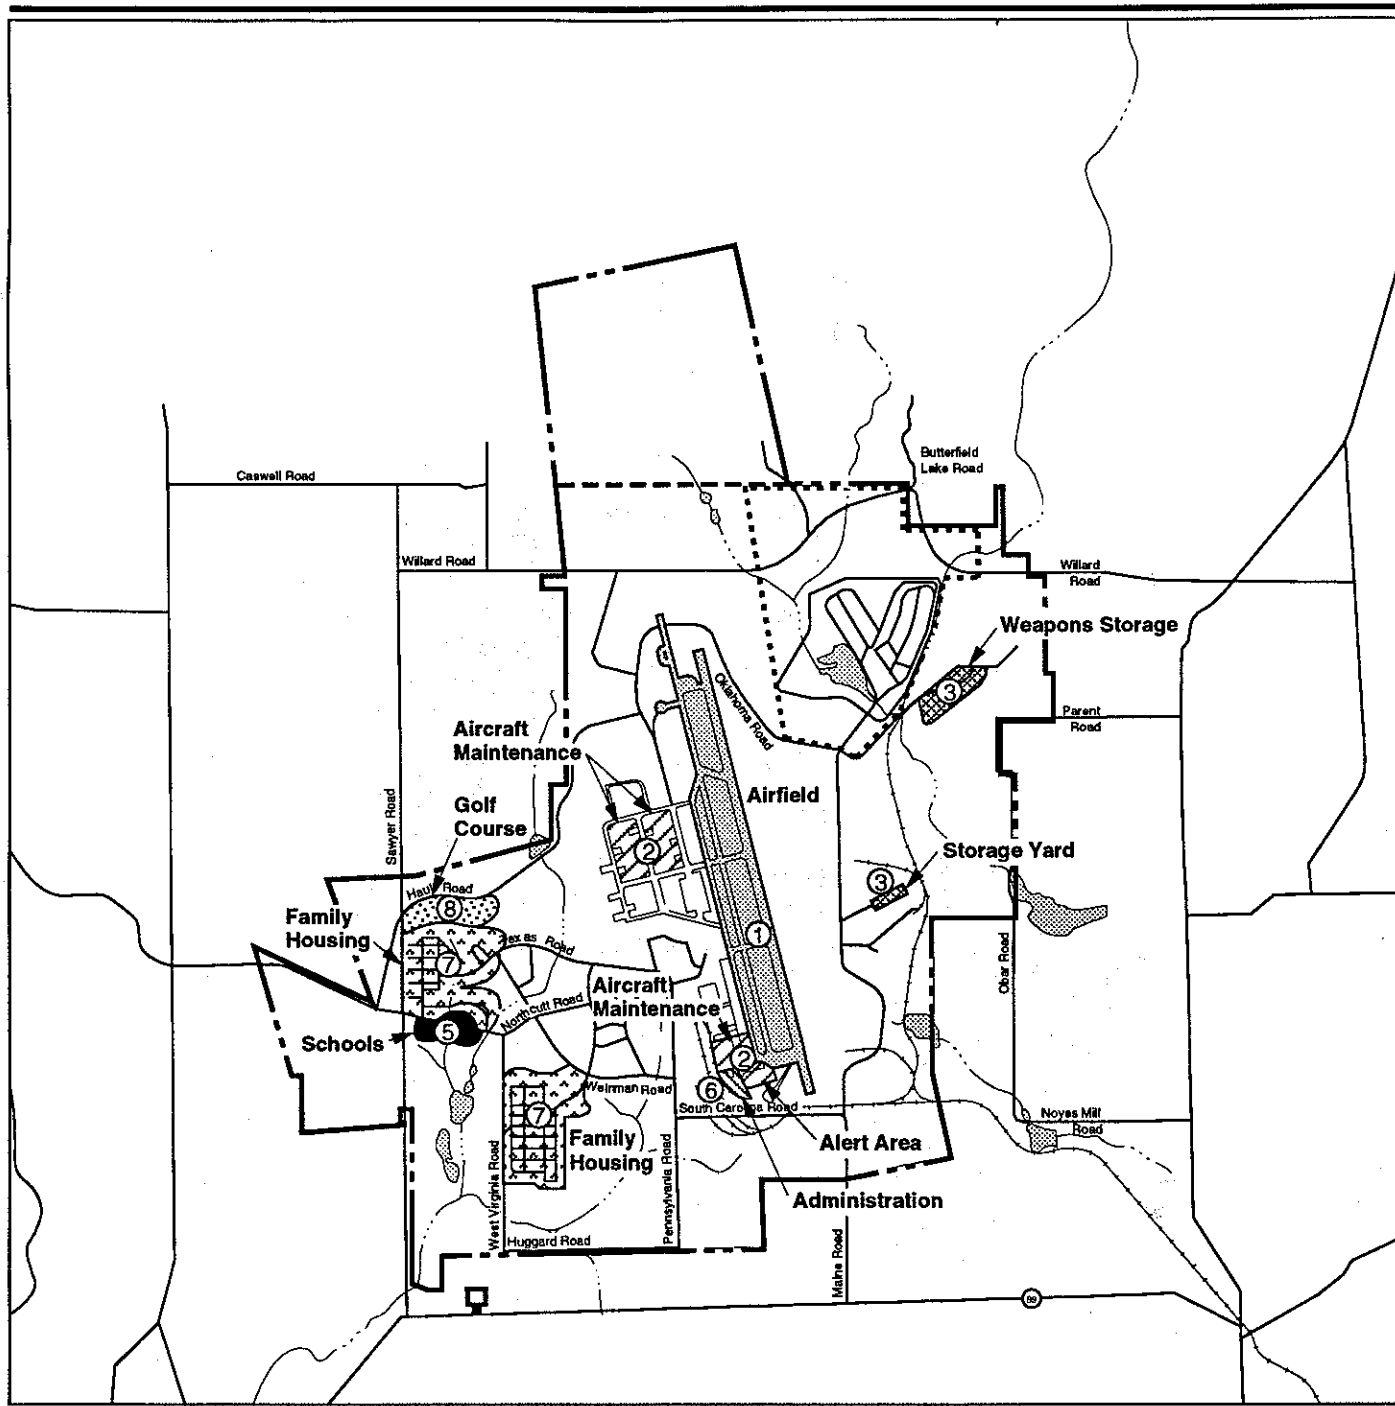 Butterfield
Lake Road
Caswell Road
Willard Road
Willard
Road
Weapons Storage
3
Oklahoma Road
Parent
Road
Aircraft
Maintenance
Airfield
Golf
Course
Sawyer Road
2
Storage Yard
3
Haul Road
8
Family
Housing
1
Texas Road
7
Obar Road
Aircraft
Maintenance
Northcutt Road
5
Schools
2
Weinman Road
6
South Carolina Road
7
Noyes Mill
Road
Alert Area
Family
Housing
West Virginia Road
Pennsylvania Road
Administration
Huggard Road
Maine Road
89